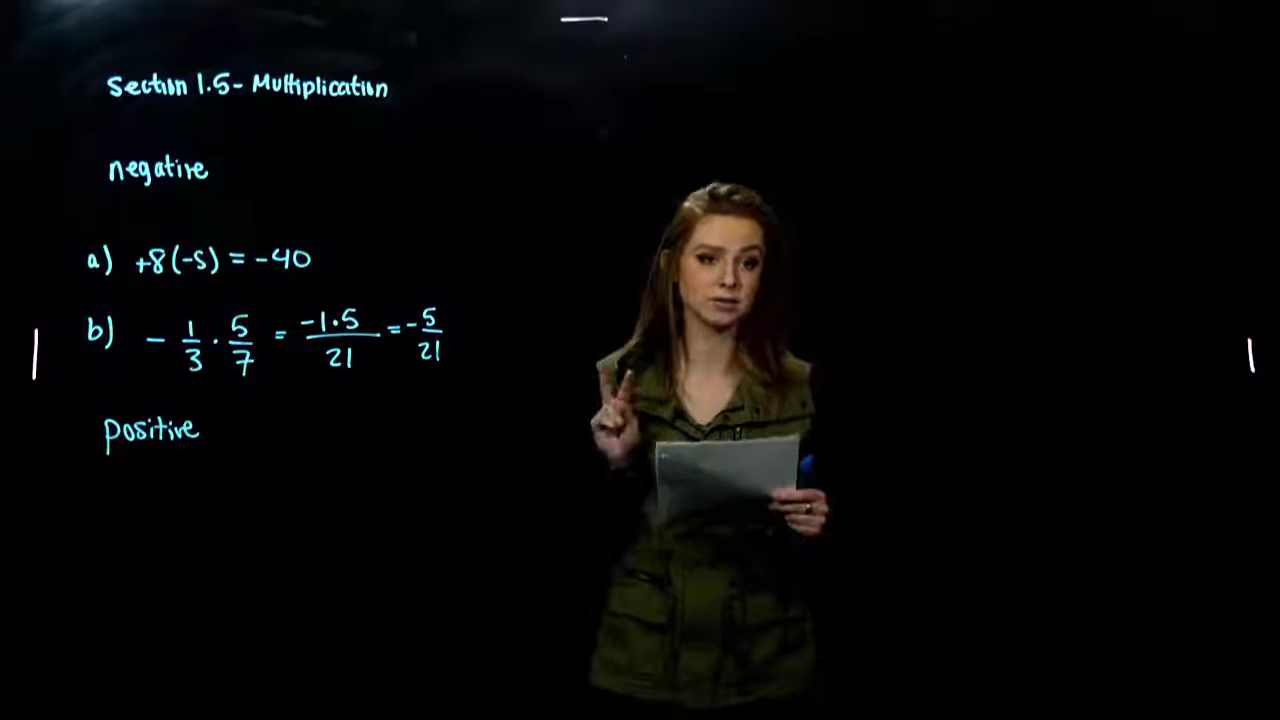 Section 1.5 - Multiplication
negative
a) +8(-5) = -40
b) - 1/3 · 5/7 = -1·5/21 = -5/21
positive